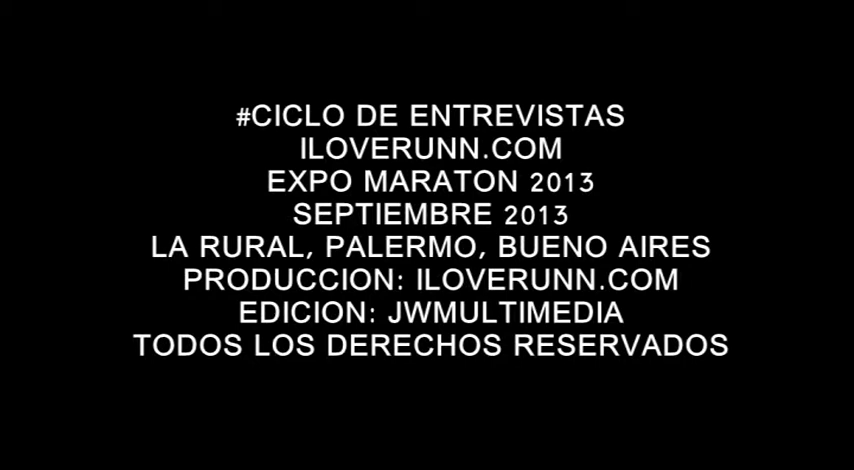 #CICLO DE ENTREVISTAS
ILOVERUNN.COM
EXPO MARATON 2013
SEPTIEMBRE 2013
LA RURAL, PALERMO, BUENO AIRES
PRODUCCION: ILOVERUNN.COM
EDICION: JWMULTIMEDIA
TODOS LOS DERECHOS RESERVADOS